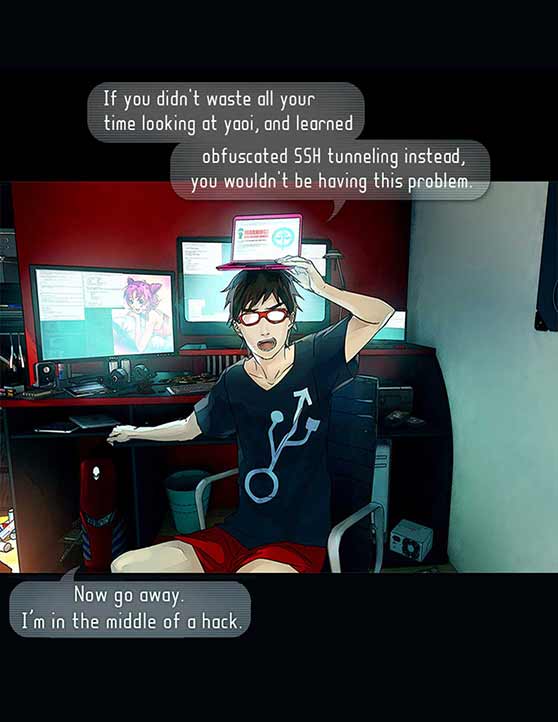 If you didn't waste all your
time looking at yaoi, and learned
obfuscated SSH tunneling instead,
you wouldn't be having this problem.
Now go away.
I'm in the middle of a hack.